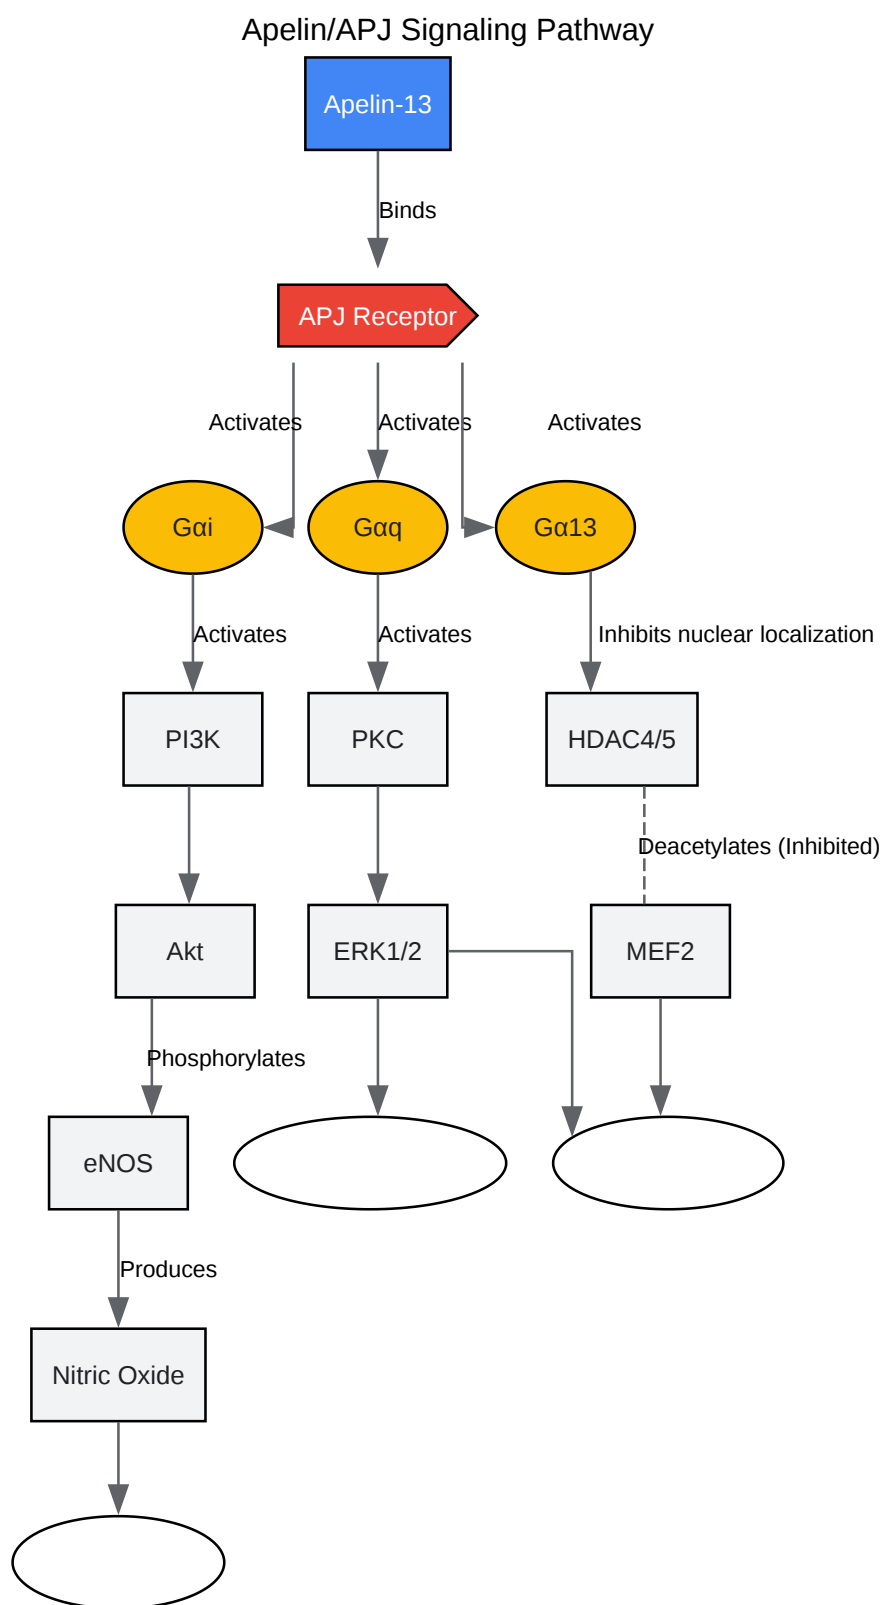 Apelin/APJ Signaling Pathway
Apelin-13
Binds
APJ Receptor
Activates
Activates
Activates
Gαi
Gαq
Gα13
Activates
Activates
Inhibits nuclear localization
PI3K
PKC
HDAC4/5
Deacetylates (Inhibited)
Akt
ERK1/2
MEF2
Phosphorylates
eNOS
Produces
Nitric Oxide